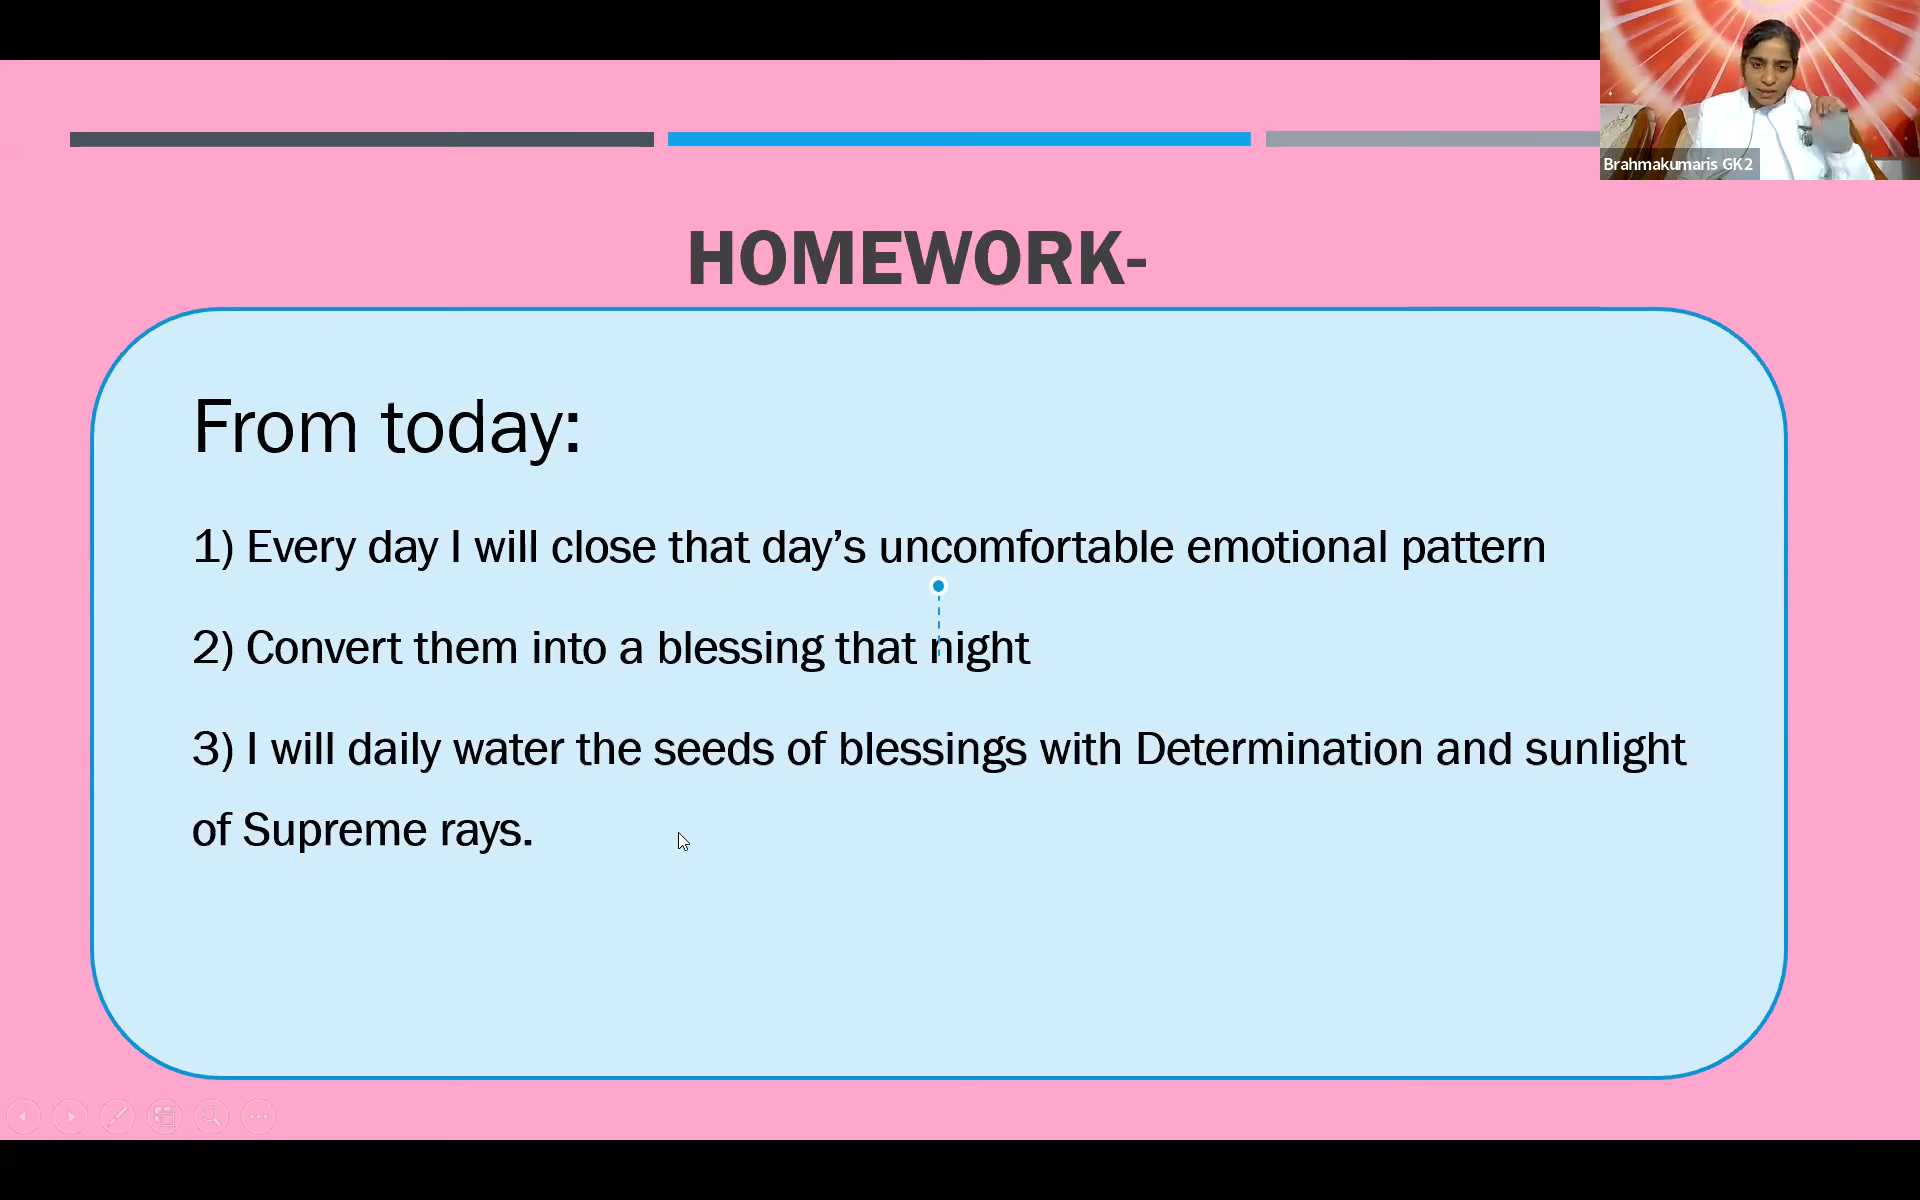 Brahmakumaris GK2
HOMEWORK-
From today:
1) Every day I will close that day’s uncomfortable emotional pattern
2) Convert them into a blessing that night
3) I will daily water the seeds of blessings with Determination and sunlight
of Supreme rays.